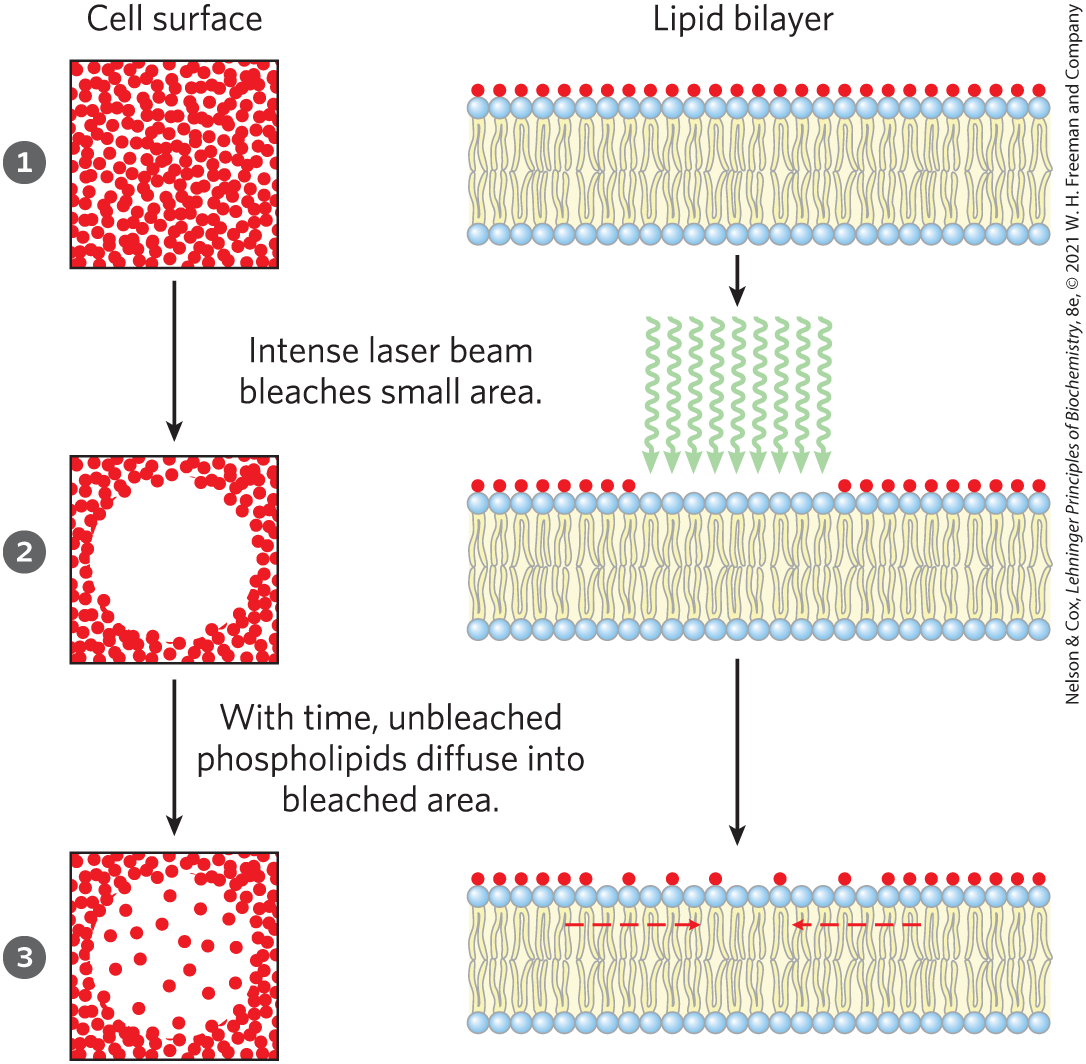 Cell surface
Lipid bilayer
1
Intense laser beam
bleaches small area.
2
With time, unbleached
phospholipids diffuse into
bleached area.
3
Nelson & Cox, Lehninger Principles of Biochemistry, 8e, © 2021 W. H. Freeman and Company